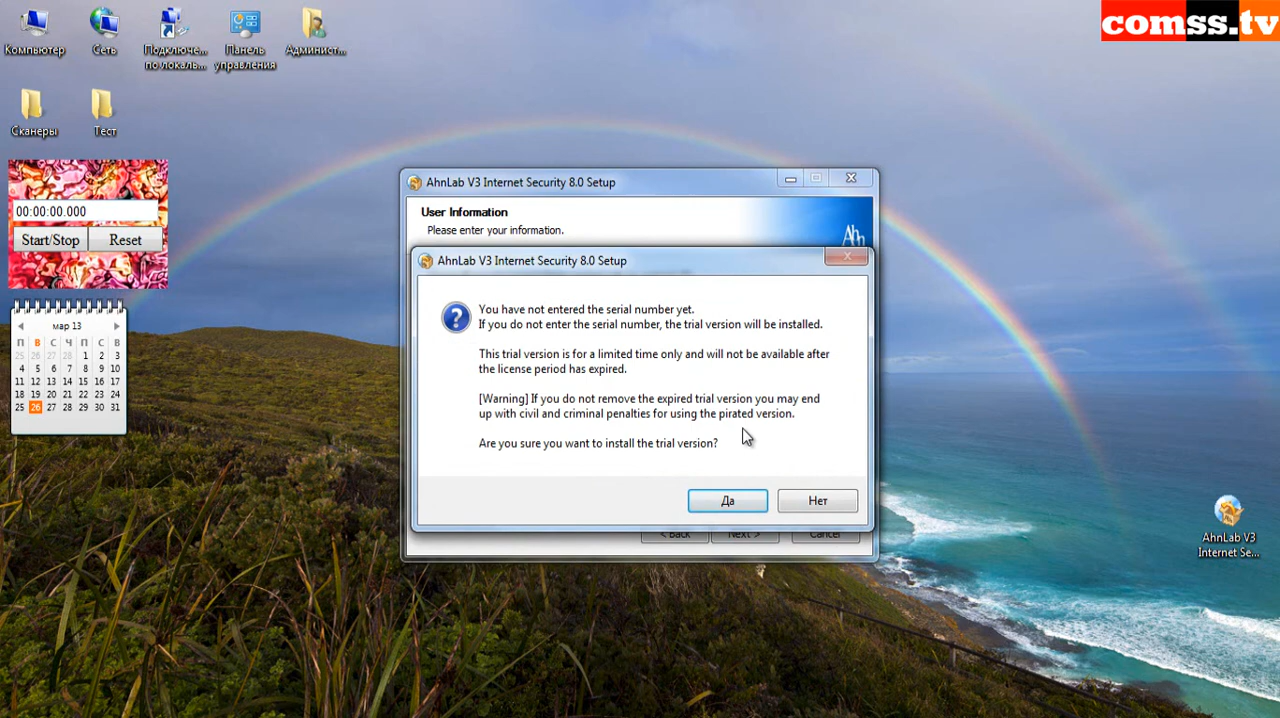 comss.tv
Компьютер
Сеть
Подключе...
по локаль...
Панель
управления
Админист...
Сканеры
Тест
00:00:00.000
Start/Stop
Reset
мар 13
П В С Ч П С В
25 26 27 28 1 2 3
4 5 6 7 8 9 10
11 12 13 14 15 16 17
18 19 20 21 22 23 24
25 26 27 28 29 30 31
AhnLab V3 Internet Security 8.0 Setup
User Information
Please enter your information.
Ahn
AhnLab V3 Internet Security 8.0 Setup
You have not entered the serial number yet.
If you do not enter the serial number, the trial version will be installed.
This trial version is for a limited time only and will not be available after
the license period has expired.
[Warning] If you do not remove the expired trial version you may end
up with civil and criminal penalties for using the pirated version.
Are you sure you want to install the trial version?
Да
Нет
< Back
Next >
Cancel
AhnLab V3
Internet Se...